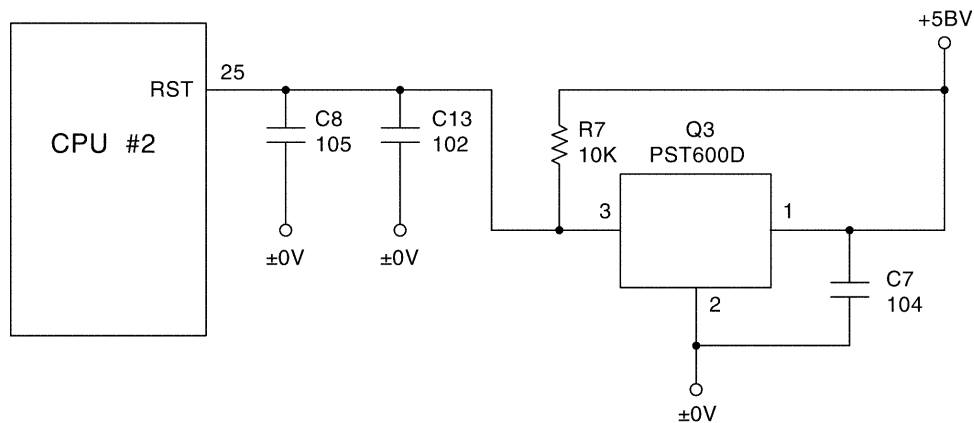 +5BV
25
RST
C8
105
C13
102
CPU #2
R7
10K
Q3
PST600D
3
1
±0V
±0V
2
C7
104
±0V